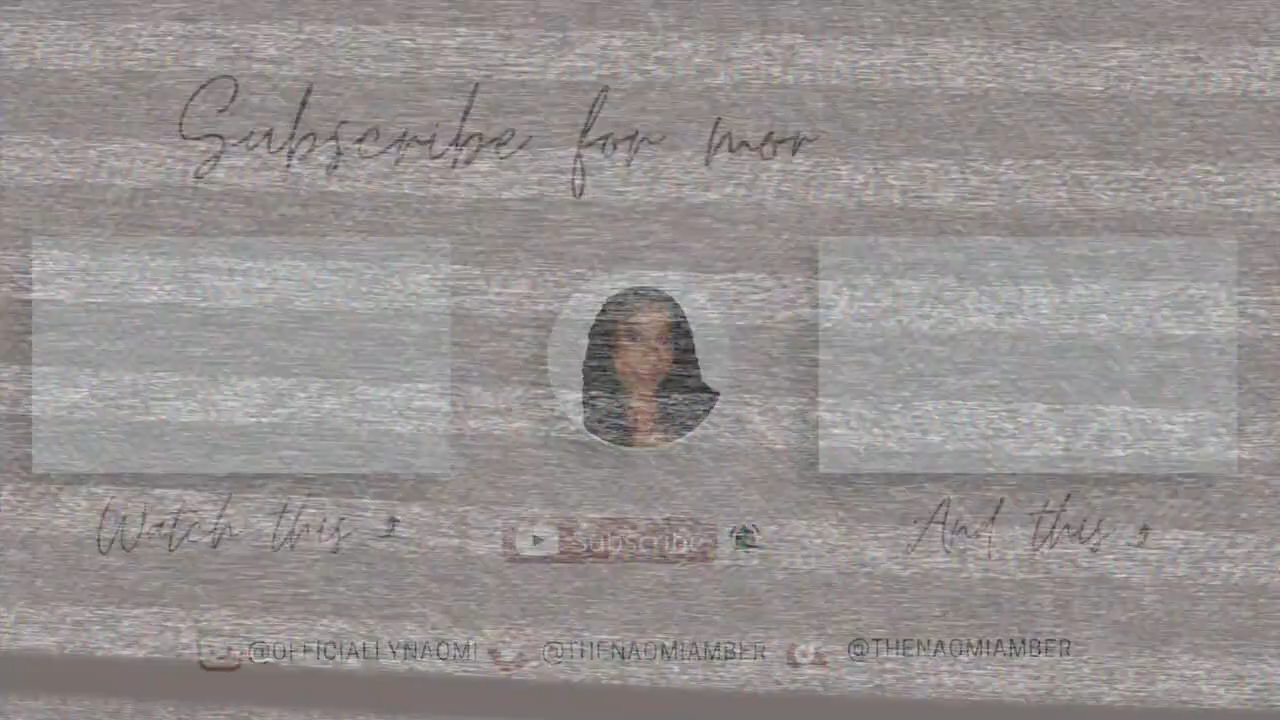 Subscribe for mor
Watch this
Subscribe
And this
@OFFICIALLYNAOMI @THENAOMIAMBER @THENAOMIAMBER